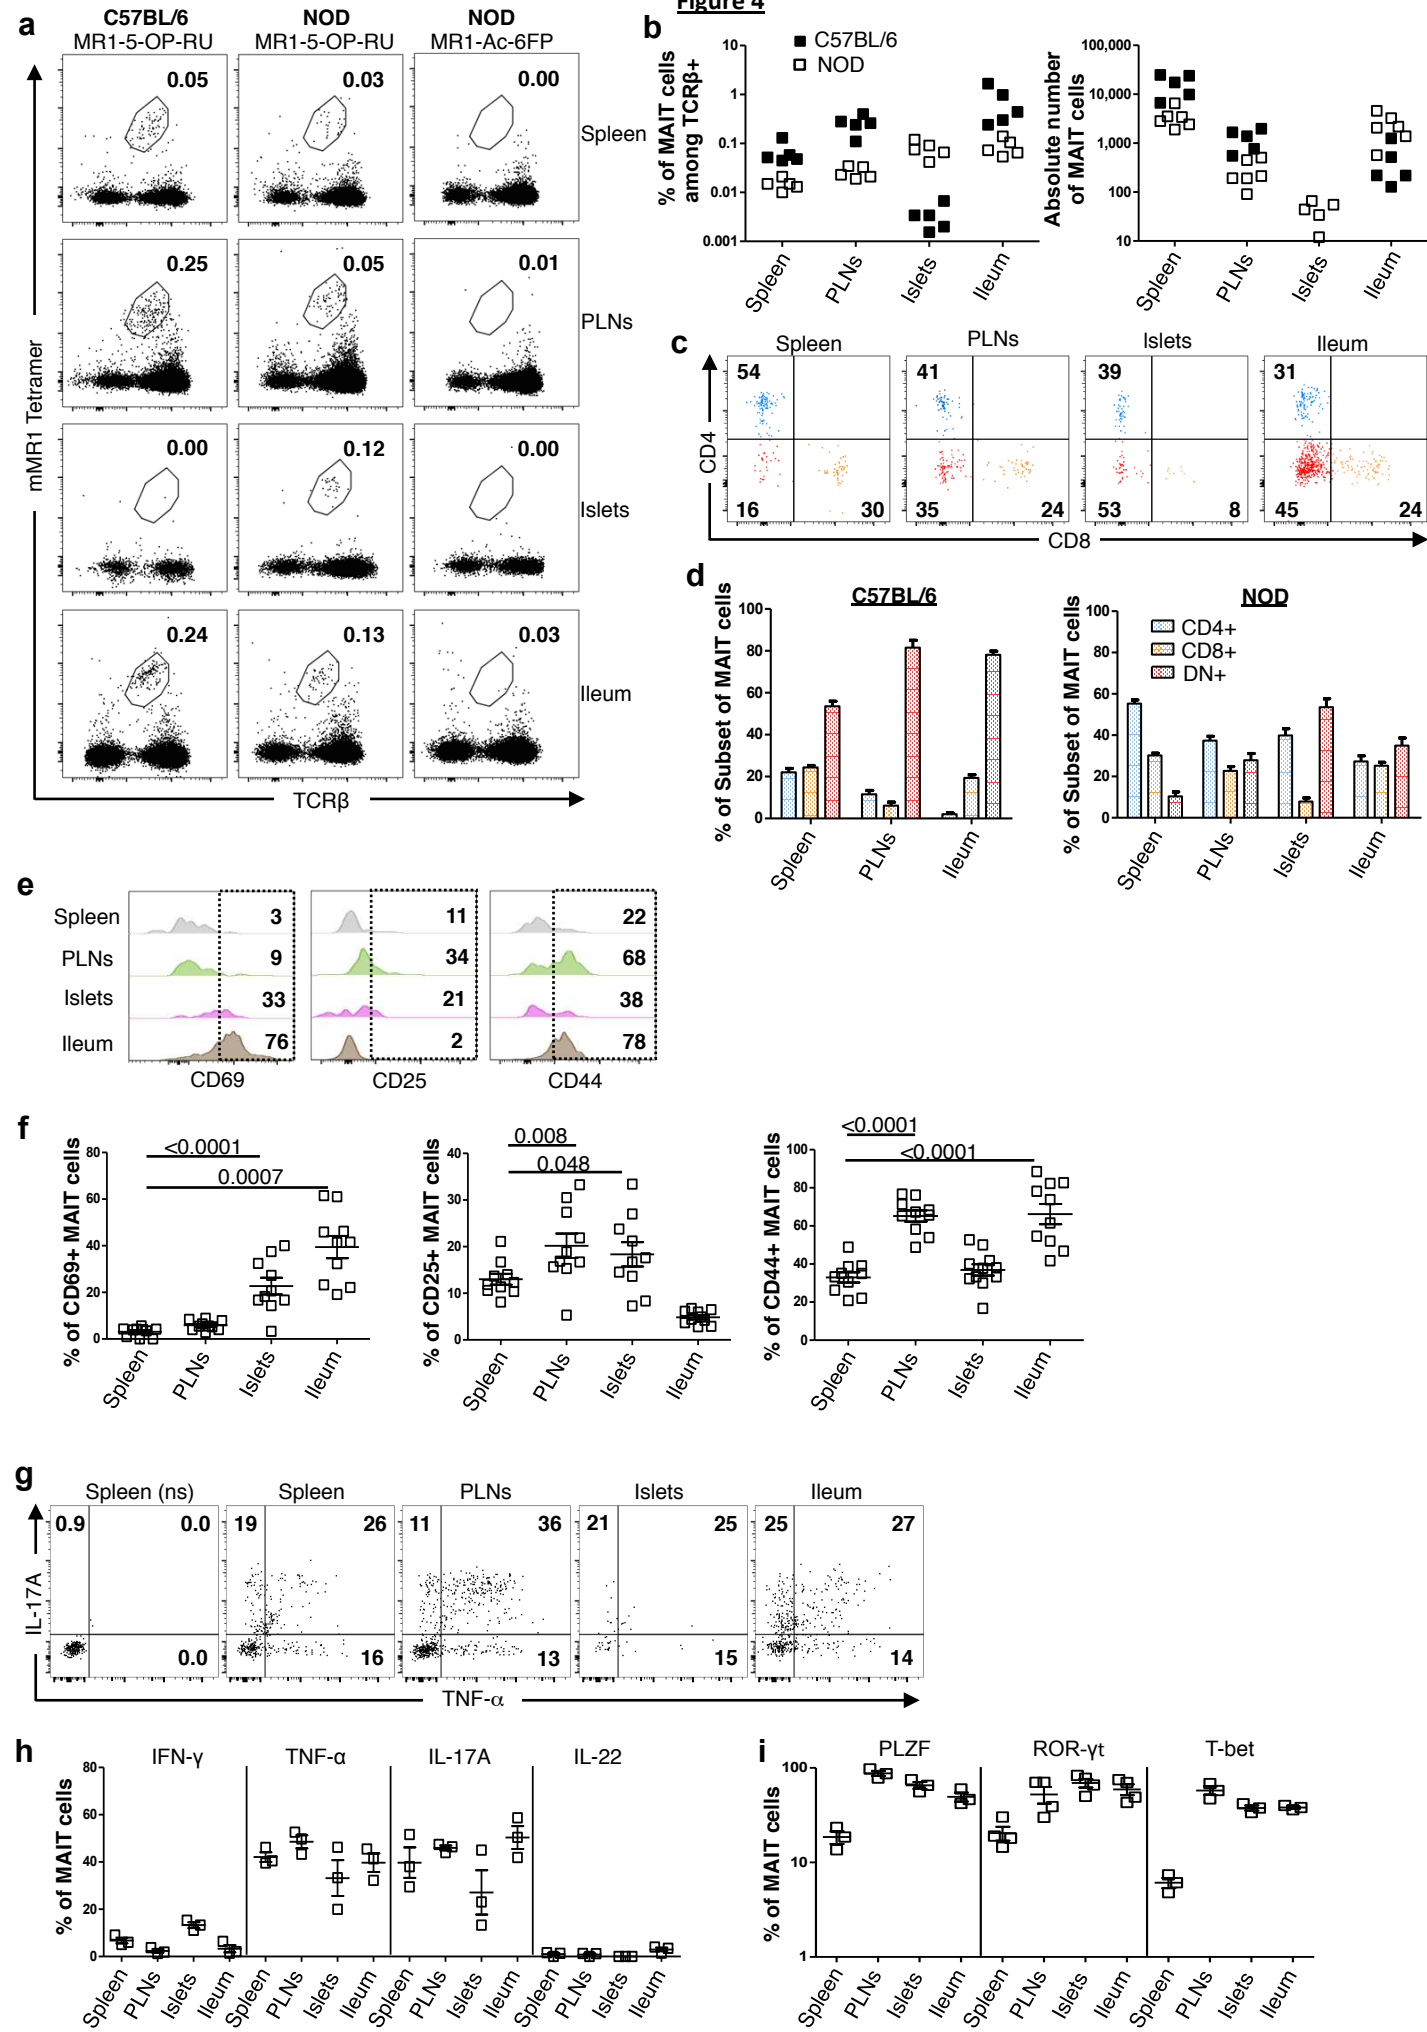 Figure 4
a
C57BL/6
MR1-5-OP-RU
NOD
MR1-5-OP-RU
NOD
MR1-Ac-6FP
0.05
0.03
0.00
Spleen
0.25
0.05
0.01
PLNs
0.00
0.12
0.00
Islets
0.24
0.13
0.03
Ileum
mMR1 Tetramer
TCRβ
b
% of MAIT cells
among TCRβ+
C57BL/6
NOD
10
1
0.1
0.01
0.001
Spleen
PLNs
Islets
Ileum
Absolute number
of MAIT cells
100,000
10,000
1,000
100
10
Spleen
PLNs
Islets
Ileum
c
Spleen
PLNs
Islets
Ileum
54
16
30
41
35
24
39
53
8
31
45
24
CD4
CD8
d
C57BL/6
% of Subset of MAIT cells
100
80
60
40
20
0
Spleen
PLNs
Ileum
NOD
% of Subset of MAIT cells
100
80
60
40
20
0
CD4+
CD8+
DN+
Spleen
PLNs
Islets
Ileum
e
Spleen
PLNs
Islets
Ileum
3
9
33
76
CD69
11
34
21
2
CD25
22
68
38
78
CD44
f
% of CD69+ MAIT cells
80
60
40
20
0
<0.0001
0.0007
Spleen
PLNs
Islets
Ileum
% of CD25+ MAIT cells
40
30
20
10
0
0.008
0.048
Spleen
PLNs
Islets
Ileum
% of CD44+ MAIT cells
100
80
60
40
20
0
<0.0001
<0.0001
Spleen
PLNs
Islets
Ileum
g
Spleen (ns)
Spleen
PLNs
Islets
Ileum
0.9
0.0
0.0
19
26
16
11
36
13
21
25
15
25
27
14
IL-17A
TNF-α
h
IFN-γ
TNF-α
IL-17A
IL-22
% of MAIT cells
80
60
40
20
0
Spleen
PLNs
Islets
Ileum
Spleen
PLNs
Islets
Ileum
Spleen
PLNs
Islets
Ileum
Spleen
PLNs
Islets
Ileum
i
PLZF
ROR-γt
T-bet
% of MAIT cells
100
10
1
Spleen
PLNs
Islets
Ileum
Spleen
PLNs
Islets
Ileum
Spleen
PLNs
Islets
Ileum